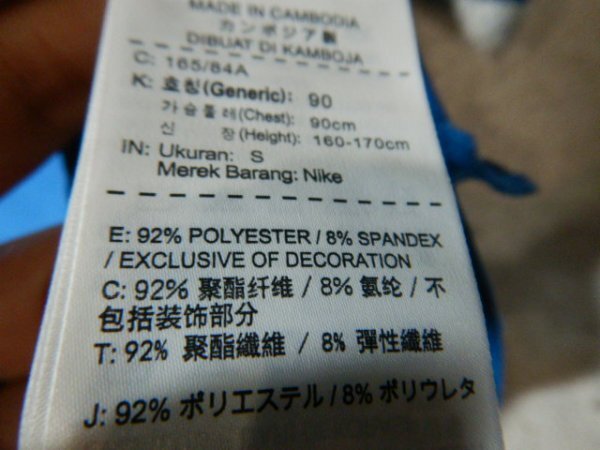 MADE IN CAMBODIA
カンボジア製
DIBUAT DI KAMBOJA
C: 165/84A
K: 호칭(Generic): 90
가슴둘레(Chest): 90cm
신 장(Height): 160-170cm
IN: Ukuran: S
Merek Barang: Nike
E: 92% POLYESTER / 8% SPANDEX
/ EXCLUSIVE OF DECORATION
C: 92% 聚酯纤维 / 8% 氨纶 / 不
包括装饰部分
T: 92% 聚酯纖維 / 8% 彈性纖維
J: 92% ポリエステル / 8% ポリウレタ